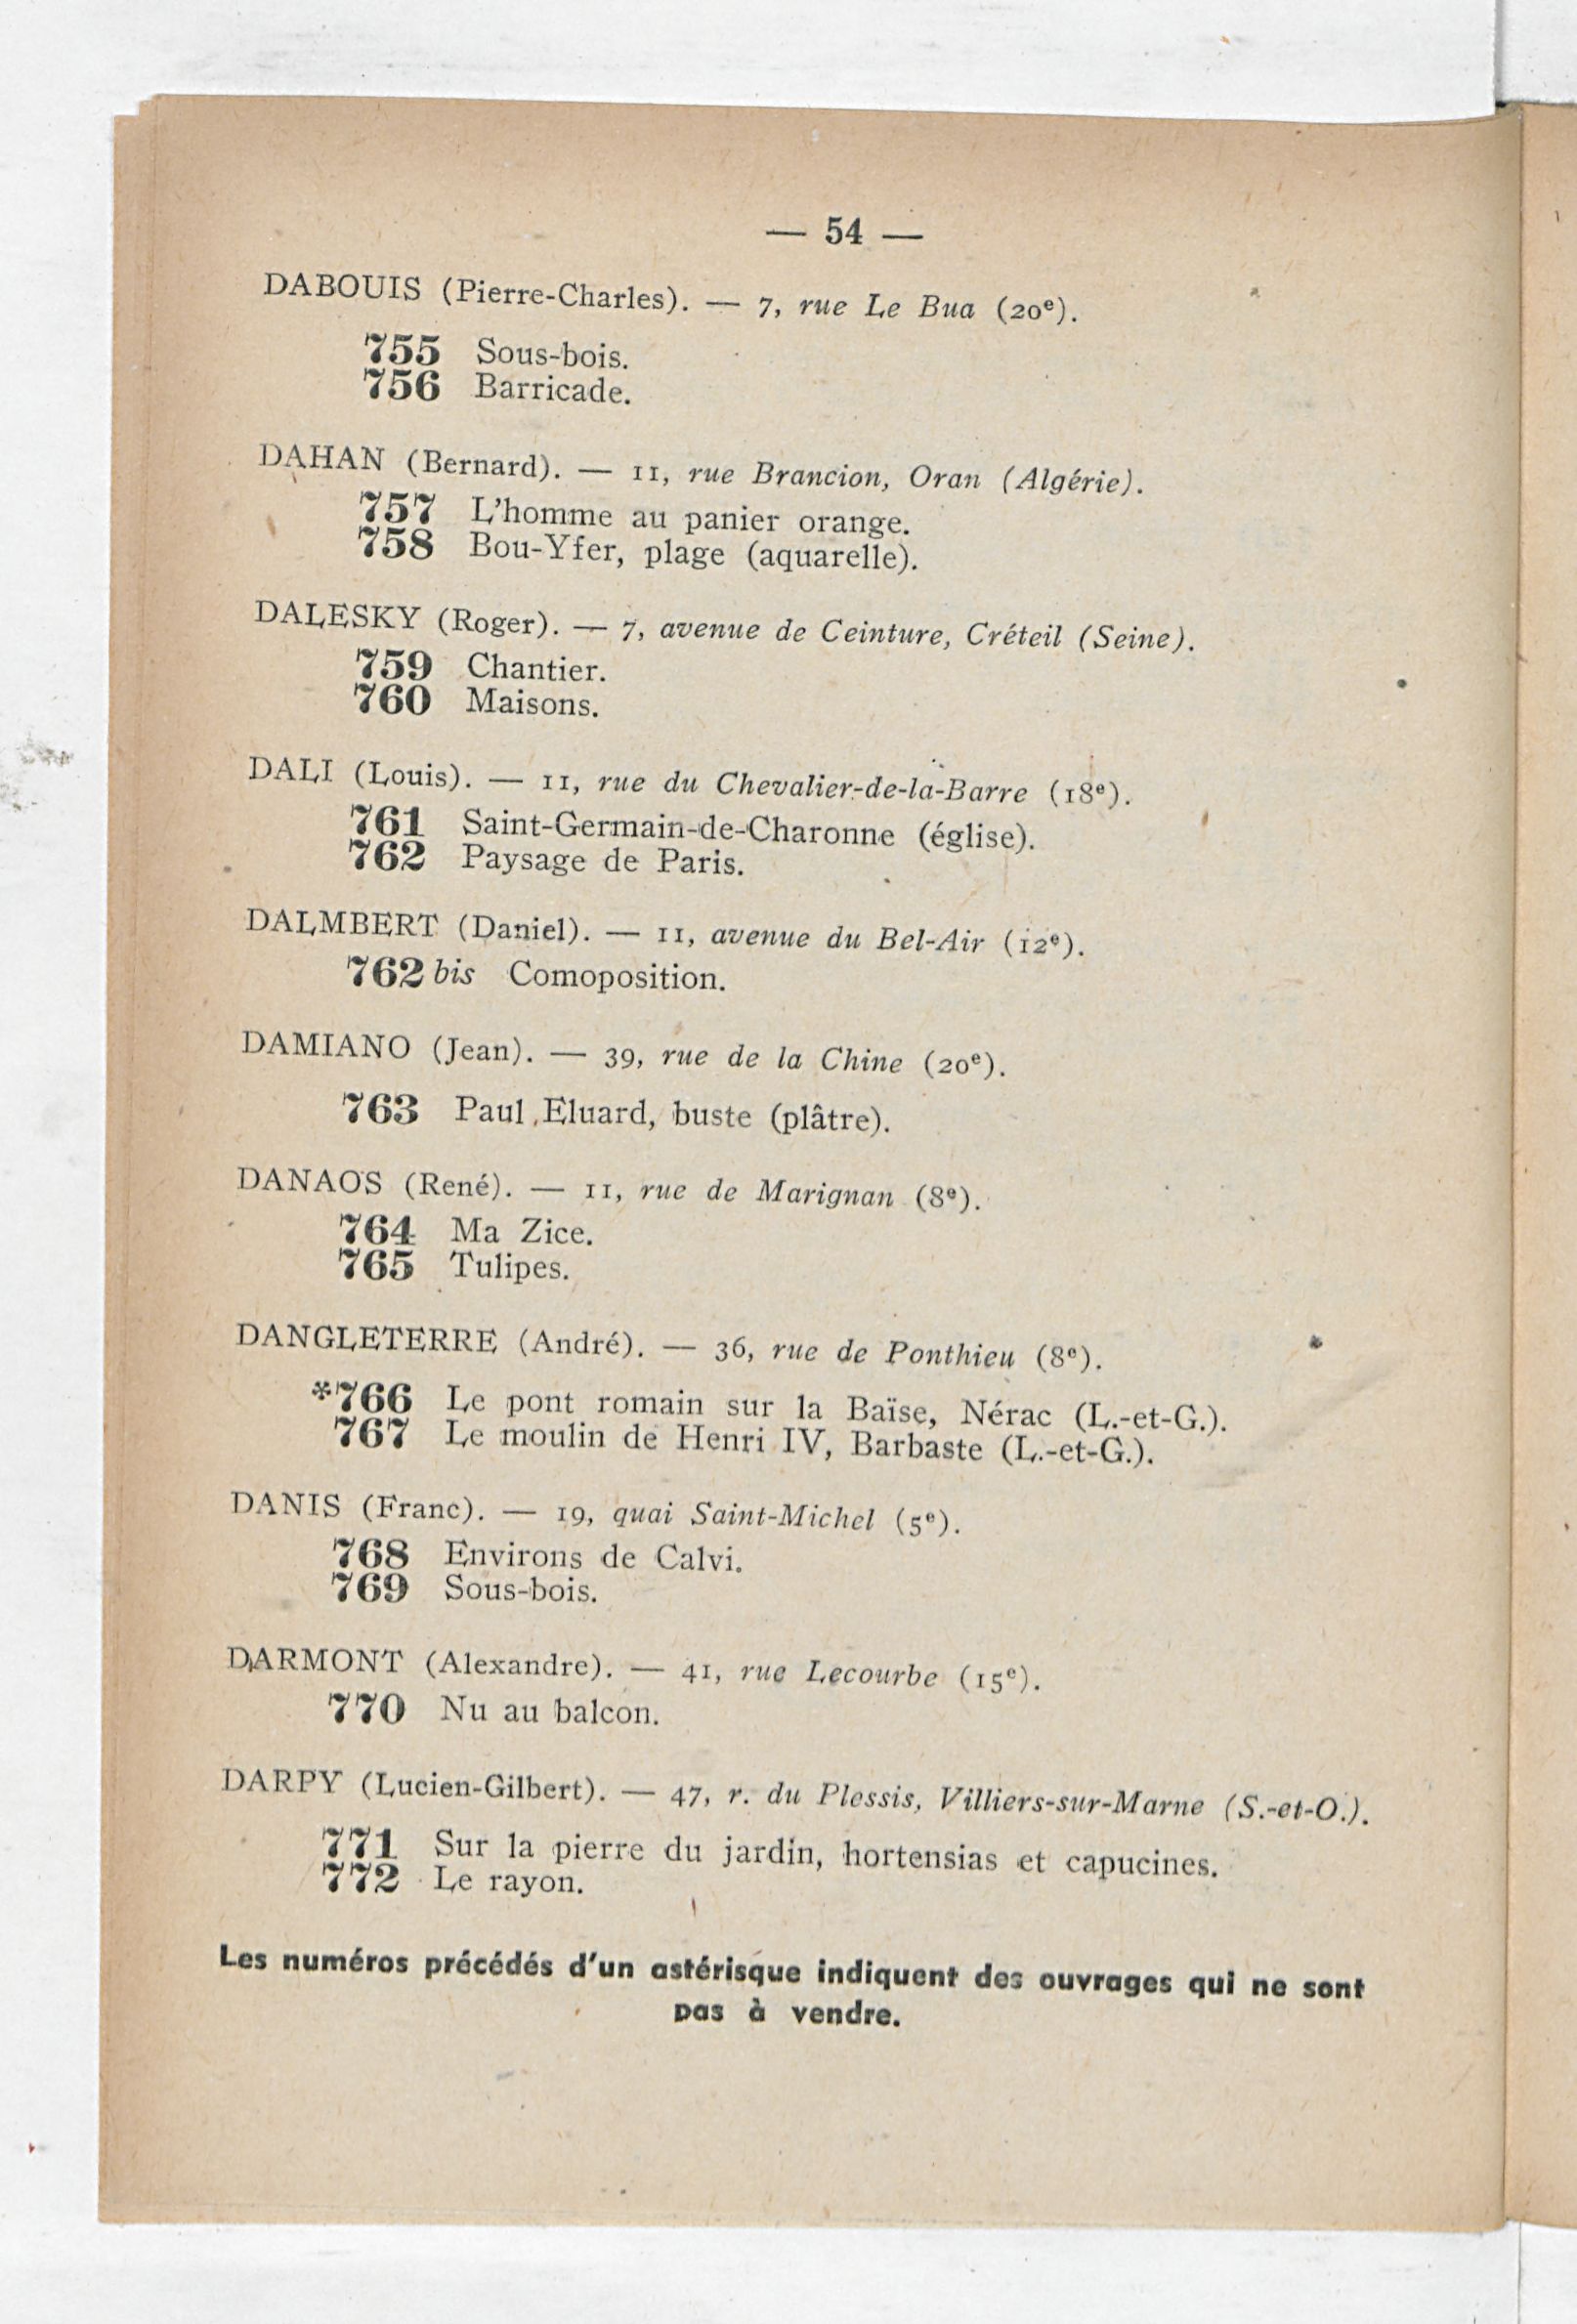 — 54 —
DABOUIS (Pierre-Charles). — 7, rue Le Bua (20e).
755 Sous-bois.
756 Barricade.
DAHAN (Bernard). — 11, rue Brancion, Oran (Algérie).
757 L'homme au panier orange.
758 Bou-Yfer, plage (aquarelle).
DALESKY (Roger). — 7, avenue de Ceinture, Créteil (Seine).
759 Chantier.
760 Maisons.
DALI (Louis). — 11, rue du Chevalier-de-la-Barre (18e).
761 Saint-Germain-de-Charonne (église).
762 Paysage de Paris.
DALMBERT (Daniel). — 11, avenue du Bel-Air (12e).
762 bis Comoposition.
DAMIANO (Jean). — 39, rue de la Chine (20e).
763 Paul Eluard, buste (plâtre).
DANAOS (René). — 11, rue de Marignan (8e).
764 Ma Zice.
765 Tulipes.
DANGLETERRE (André). — 36, rue de Ponthieu (8e).
*766 Le pont romain sur la Baïse, Nérac (L.-et-G.).
767 Le moulin de Henri IV, Barbaste (L.-et-G.).
DANIS (Franc). — 19, quai Saint-Michel (5e).
768 Environs de Calvi.
769 Sous-bois.
DARMONT (Alexandre). — 41, rue Lecourbe (15e).
770 Nu au balcon.
DARPY (Lucien-Gilbert). — 47, r. du Plessis, Villiers-sur-Marne (S.-et-O.).
771 Sur la pierre du jardin, hortensias et capucines.
772 Le rayon.
Les numéros précédés d'un astérisque indiquent des ouvrages qui ne sont
pas à vendre.